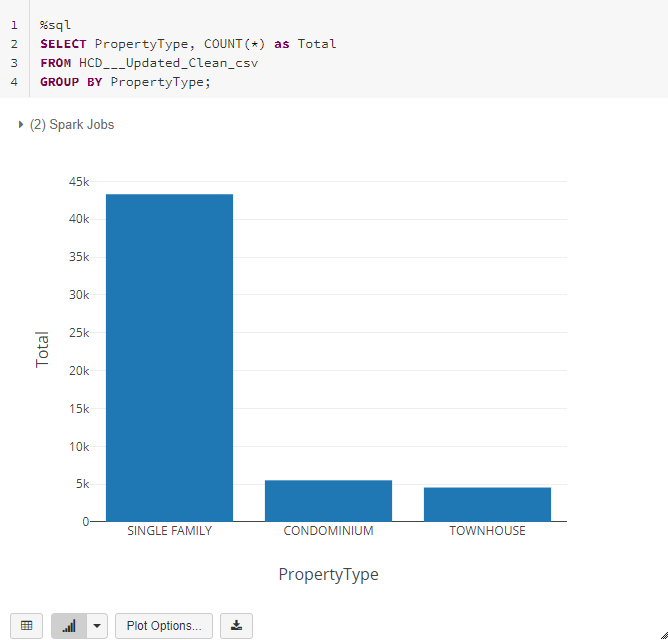 1 %sql
2 SELECT PropertyType, COUNT(*) as Total
3 FROM HCD___Updated_Clean_csv
4 GROUP BY PropertyType;
(2) Spark Jobs
45k
40k
35k
30k
25k
20k
15k
10k
5k
0
Total
SINGLE FAMILY CONDOMINIUM TOWNHOUSE
PropertyType
Plot Options...